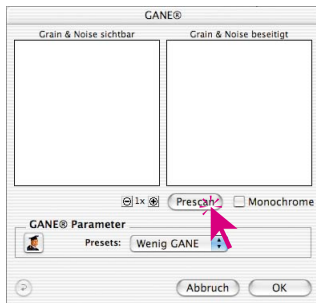 GANE®
Grain & Noise sichtbar Grain & Noise beseitigt
1x Prescan Monochrome
GANE® Parameter
Presets: Wenig GANE
Abbruch OK